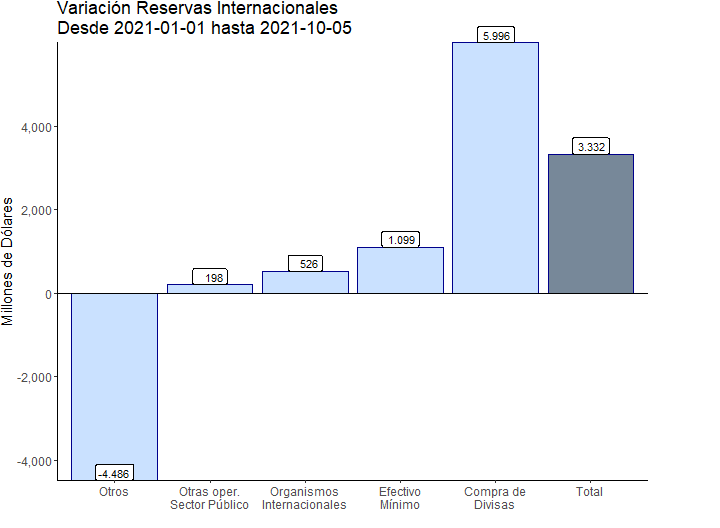 Variación Reservas Internacionales
Desde 2021-01-01 hasta 2021-10-05
5.996
4,000
3.332
2,000
1.099
526
198
0
Millones de Dólares
-2,000
-4,000
-4.486
Otros
Otras oper.
Sector Público
Organismos
Internacionales
Efectivo
Mínimo
Compra de
Divisas
Total